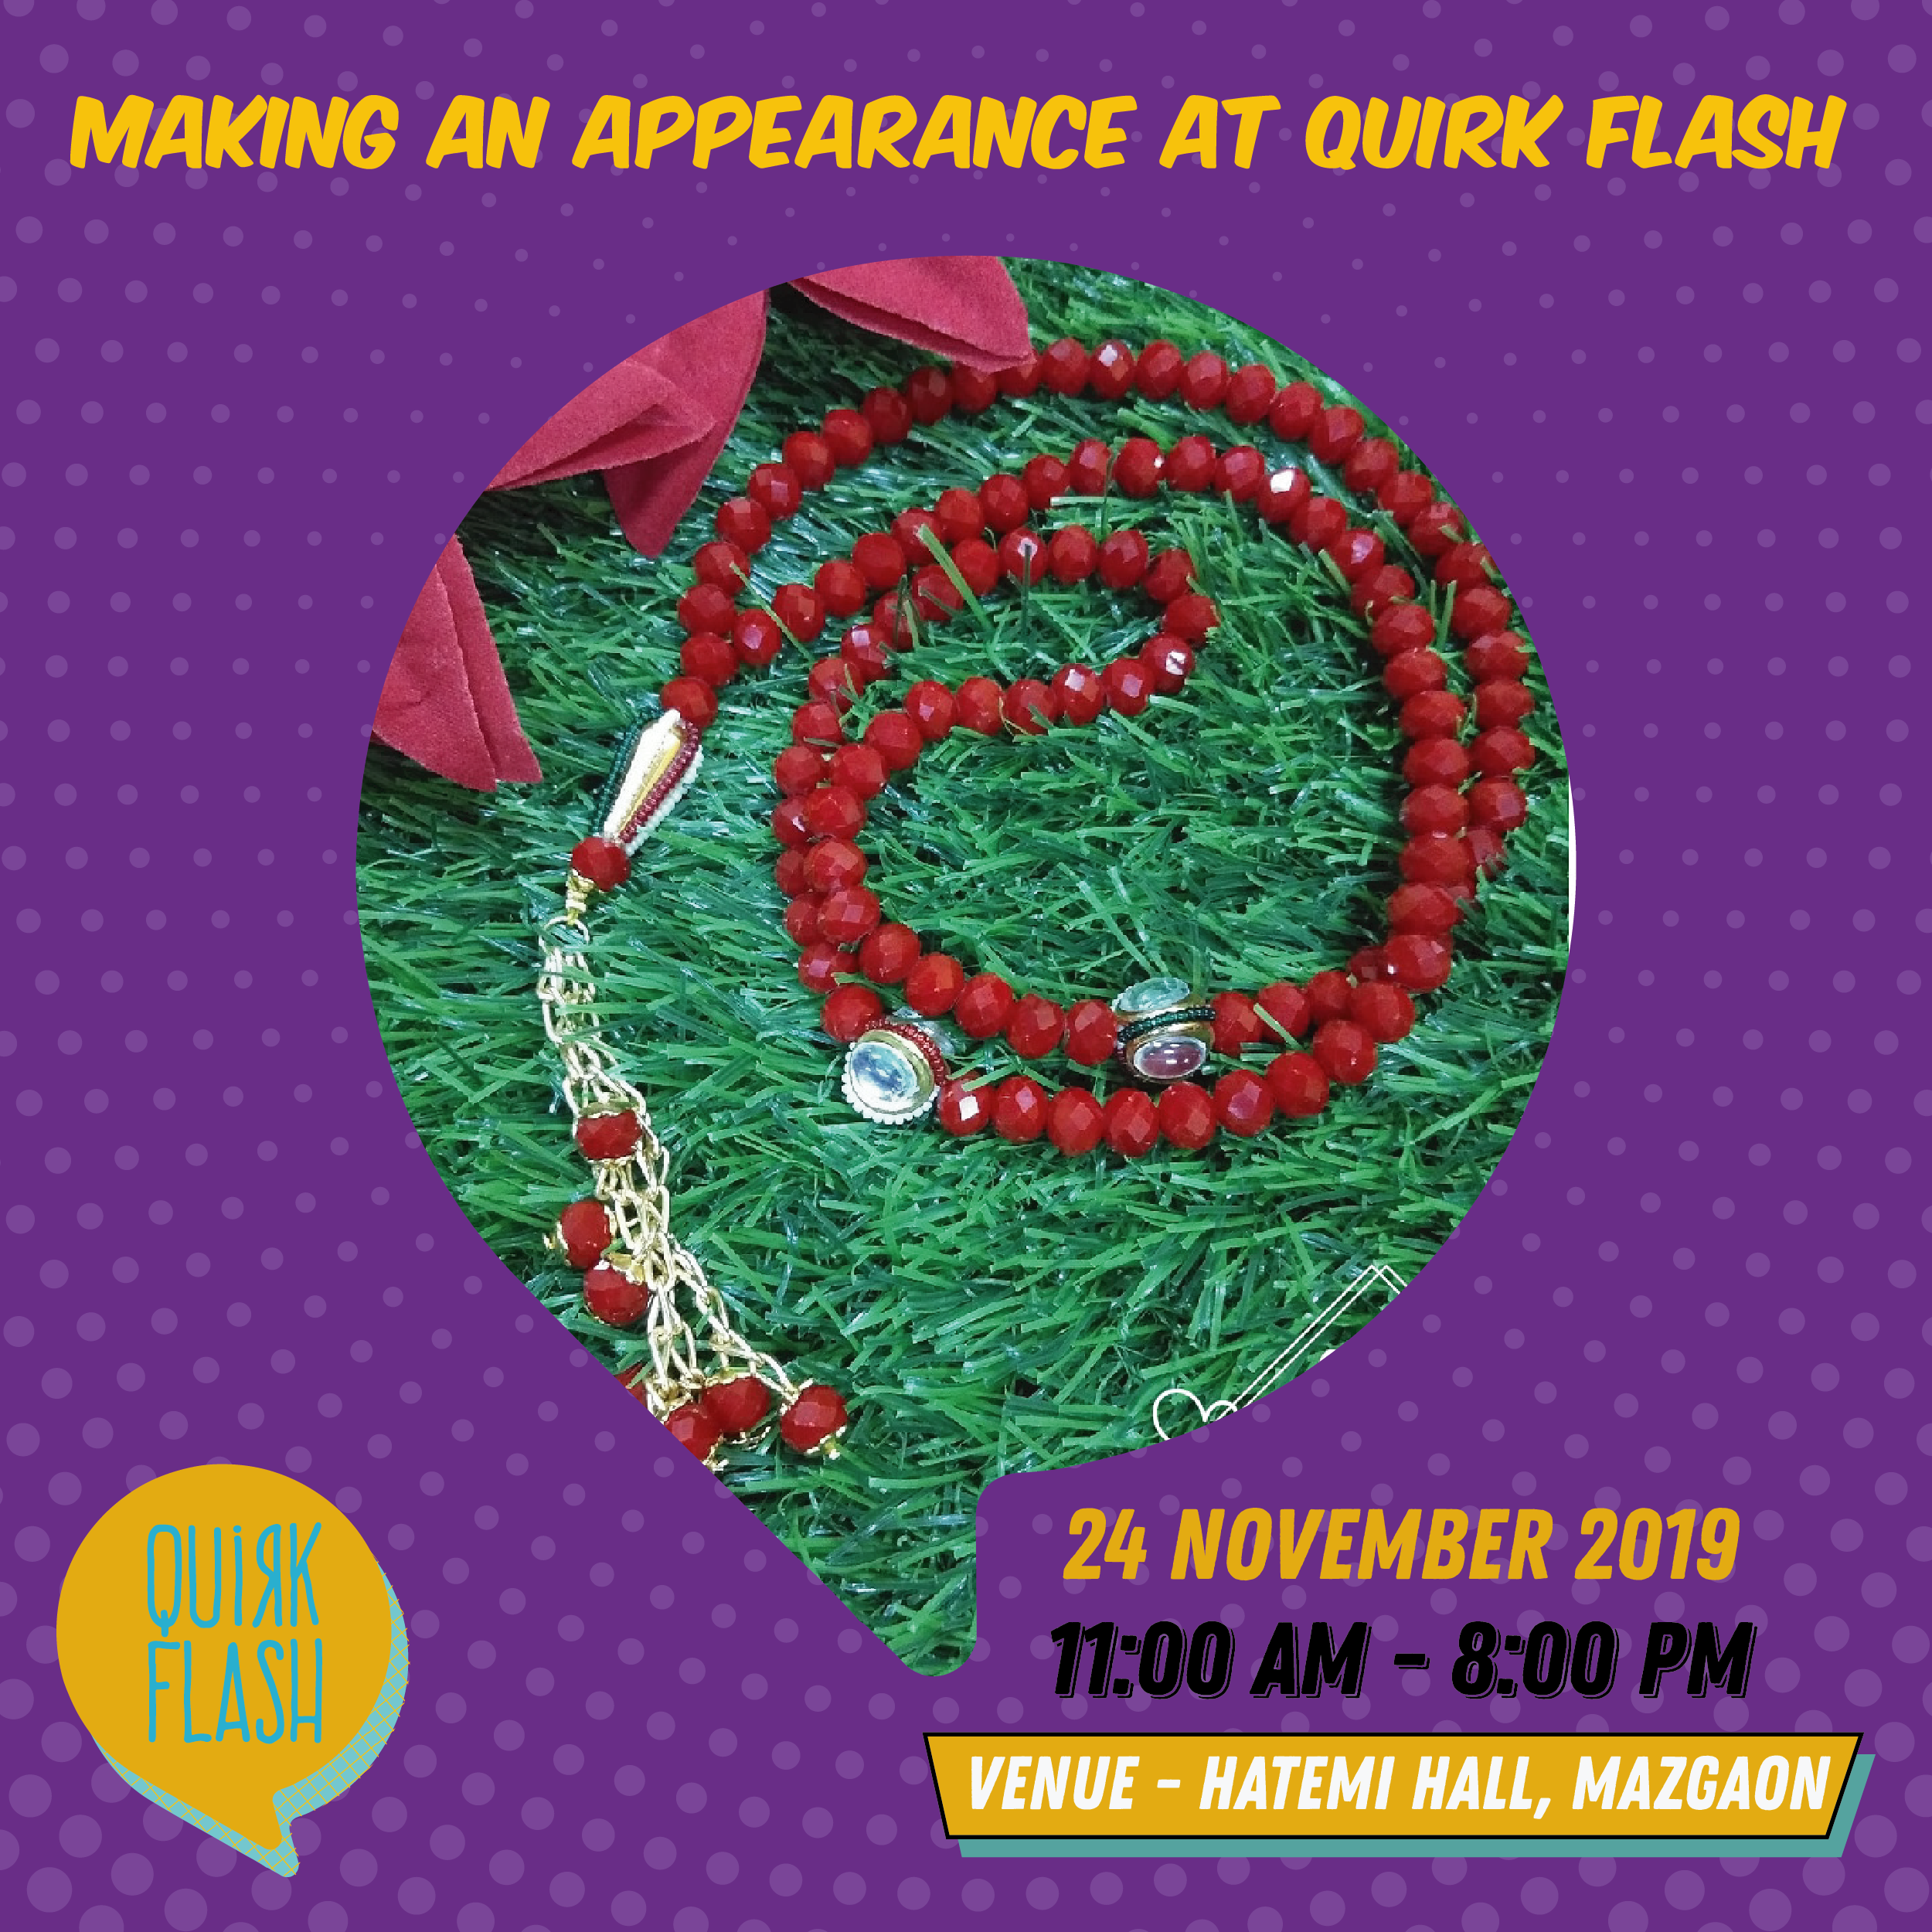 MAKING AN APPEARANCE AT QUIRK FLASH
QUIRK
FLASH
24 NOVEMBER 2019
11:00 AM - 8:00 PM
VENUE - HATEMI HALL, MAZGAON